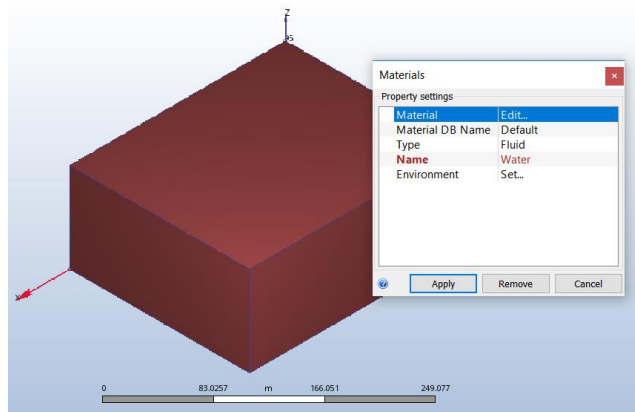 Z
Materials
×
Property settings
Material Edit...
Material DB Name Default
Type Fluid
Name Water
Environment Set...
Apply Remove Cancel
X
0 83.0257 m 166.051 249.077